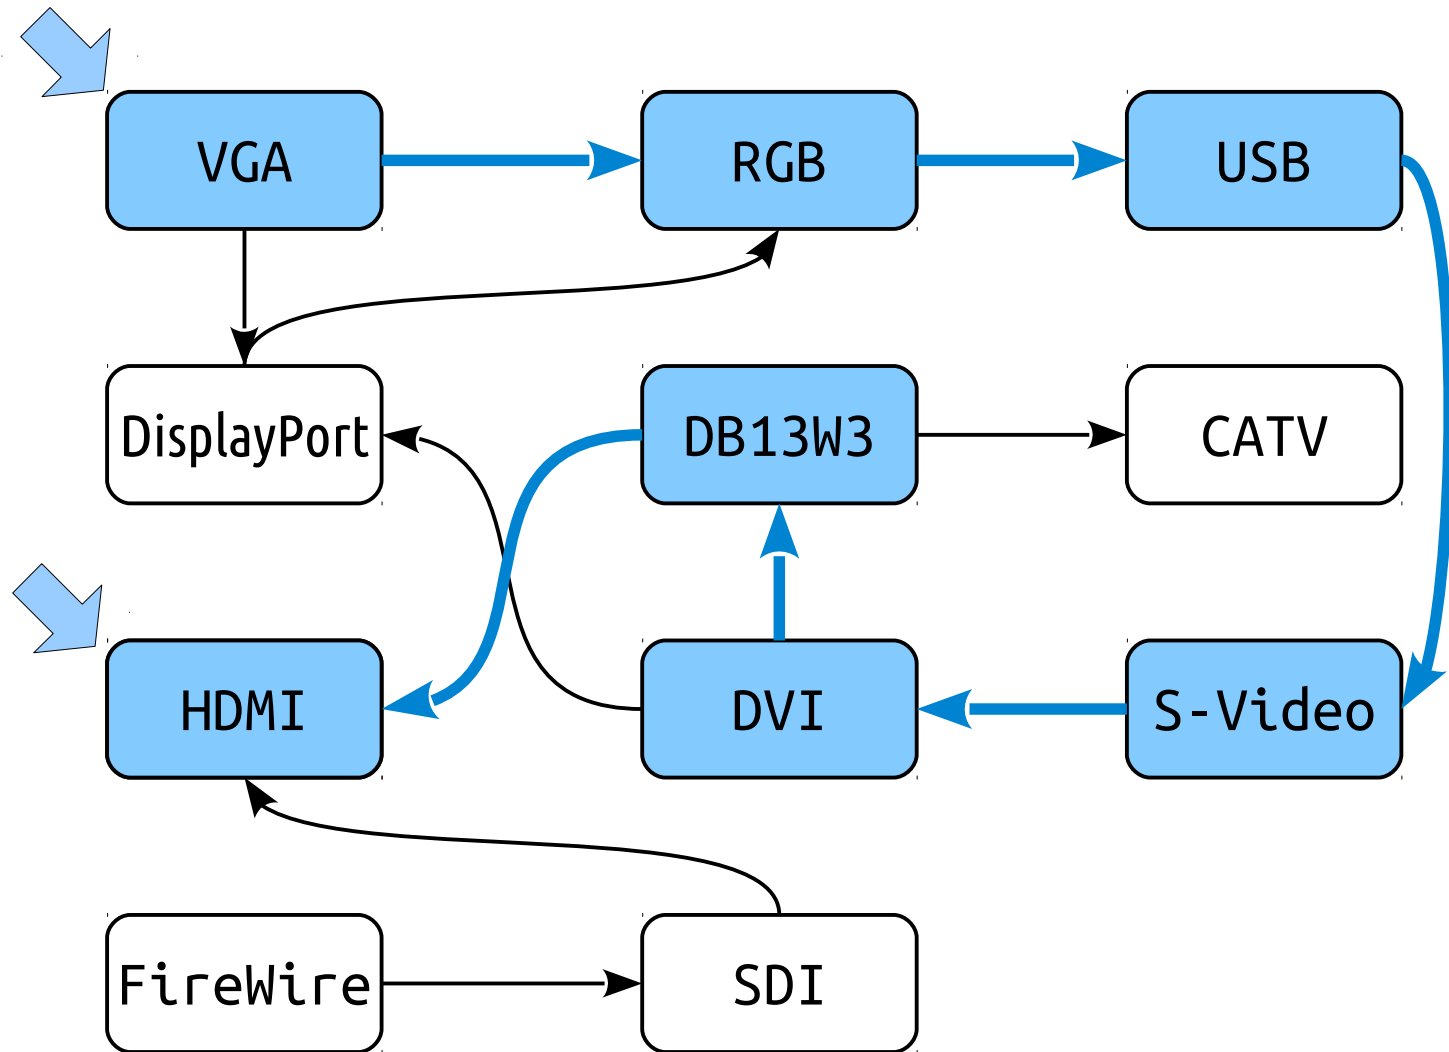 VGA
RGB
USB
DisplayPort
DB13W3
CATV
HDMI
DVI
S-Video
FireWire
SDI